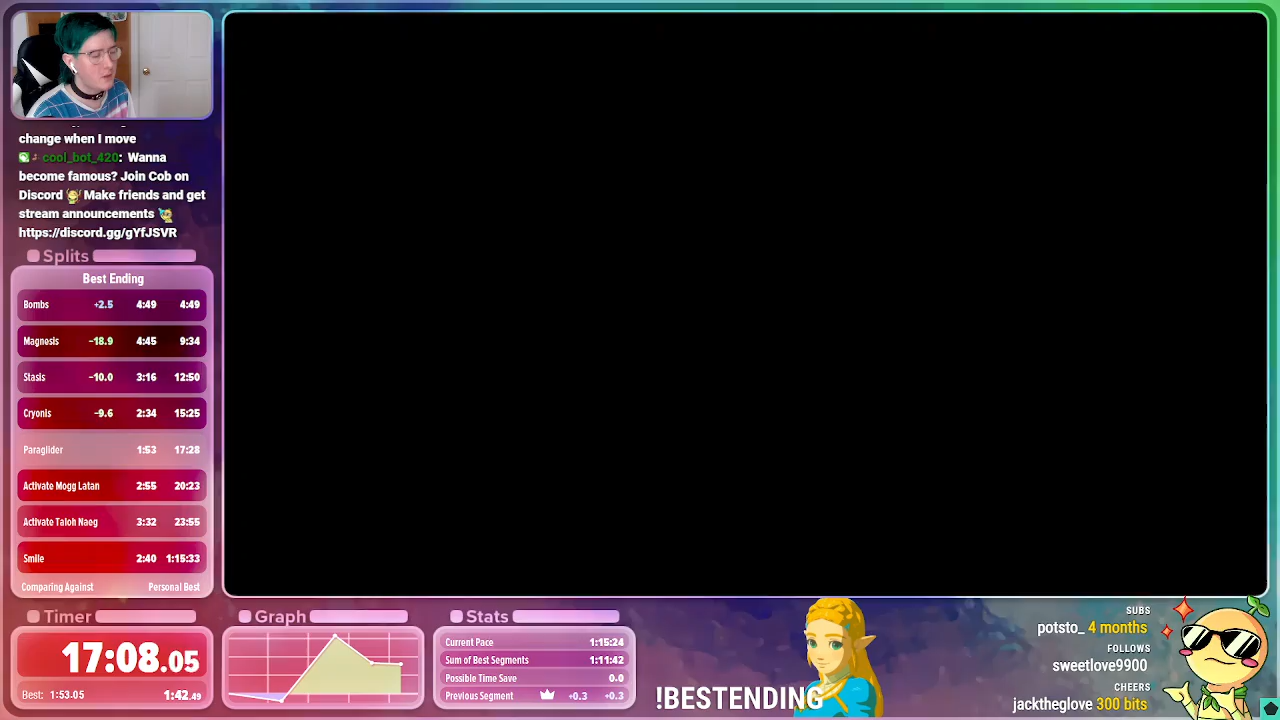 change when I move
cool_bot_420: Wanna
become famous? Join Cob on
Discord Make friends and get
stream announcements
https://discord.gg/gYfJSVR
Splits
Best Ending
Bombs +2.5 4:49 4:49
Magnesis -18.9 4:45 9:34
Stasis -10.0 3:16 12:50
Cryonis -9.6 2:34 15:25
Paraglider 1:53 17:28
Activate Mogg Latan 2:55 20:23
Activate Taloh Naeg 3:32 23:55
Smile 2:40 1:15:33
Comparing Against Personal Best
Timer
17:08.05
Best: 1:53.05 1:42.49
Graph
Stats
Current Pace 1:15:24
Sum of Best Segments 1:11:42
Possible Time Save 0.0
Previous Segment +0.3 +0.3
!BESTENDING
SUBS
potsto_ 4 months
FOLLOWS
sweetlove9900
CHEERS
jacktheglove 300 bits